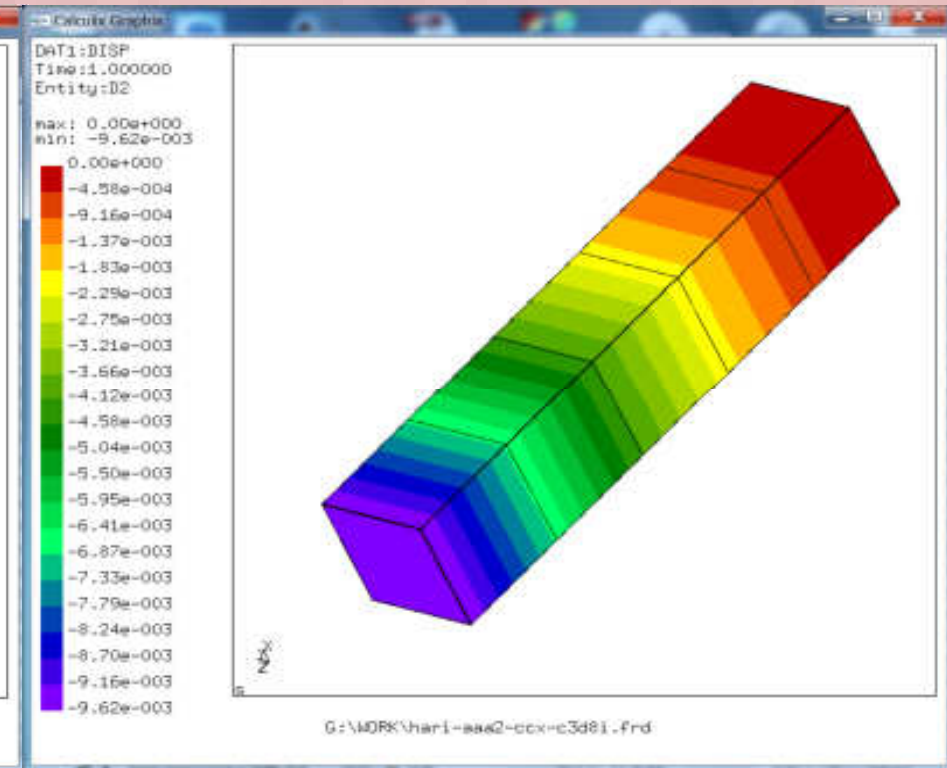 Calculix Graphix
DAT1:DISP
Time:1.000000
Entity:D2
max: 0.00e+000
min: -9.62e-003
0.00e+000
-4.58e-004
-9.16e-004
-1.37e-003
-1.83e-003
-2.29e-003
-2.75e-003
-3.21e-003
-3.66e-003
-4.12e-003
-4.58e-003
-5.04e-003
-5.50e-003
-5.95e-003
-6.41e-003
-6.87e-003
-7.33e-003
-7.79e-003
-8.24e-003
-8.70e-003
-9.16e-003
-9.62e-003
G:\WORK\hari-aaa2-ccx-c3d8i.frd